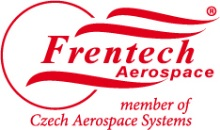 ®
Frentech
Aerospace
member of
Czech Aerospace Systems